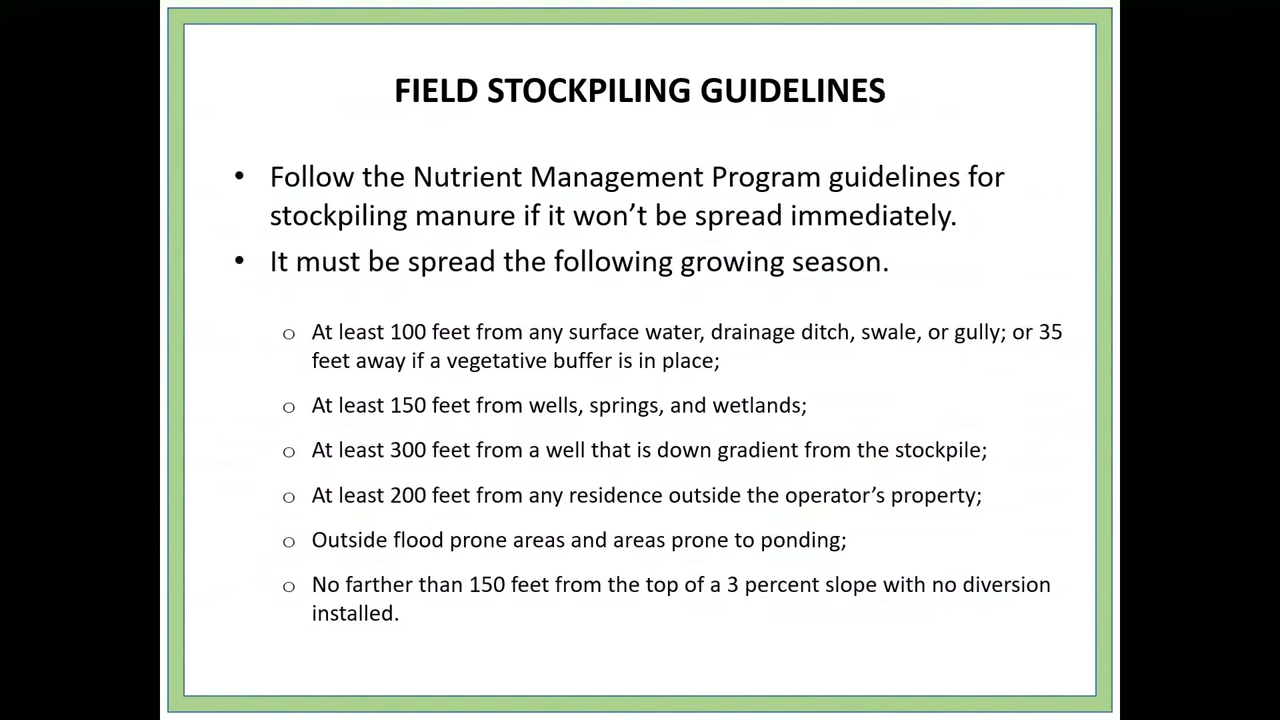 FIELD STOCKPILING GUIDELINES
• Follow the Nutrient Management Program guidelines for
stockpiling manure if it won’t be spread immediately.
• It must be spread the following growing season.
o At least 100 feet from any surface water, drainage ditch, swale, or gully; or 35
feet away if a vegetative buffer is in place;
o At least 150 feet from wells, springs, and wetlands;
o At least 300 feet from a well that is down gradient from the stockpile;
o At least 200 feet from any residence outside the operator’s property;
o Outside flood prone areas and areas prone to ponding;
o No farther than 150 feet from the top of a 3 percent slope with no diversion
installed.